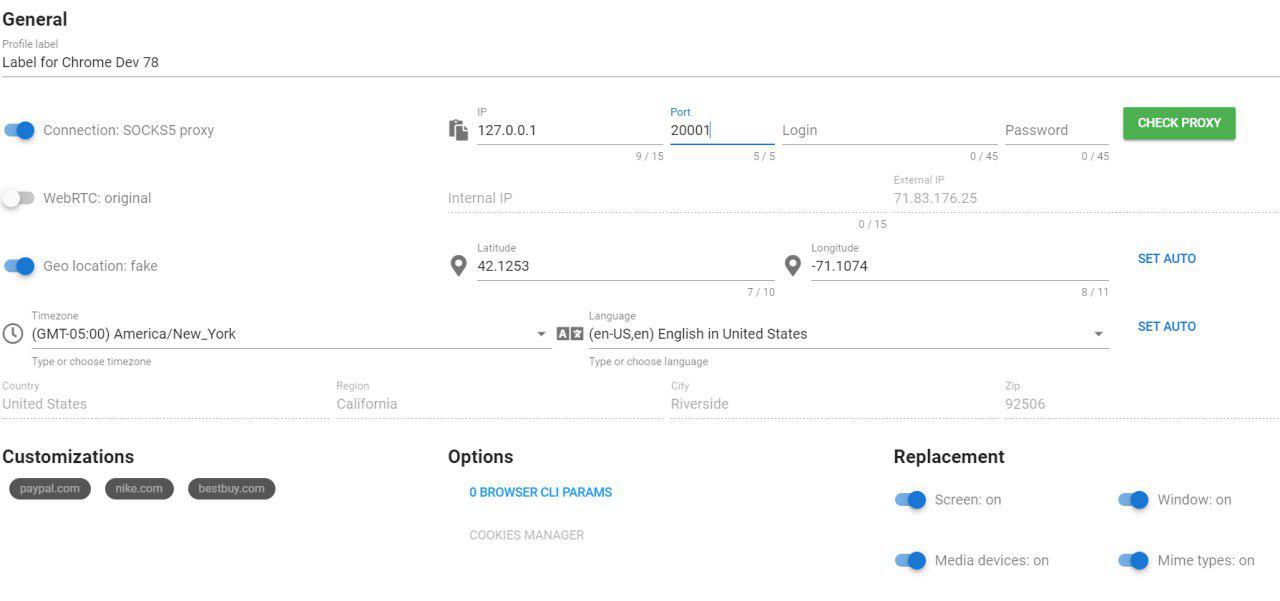 General
Profile label
Label for Chrome Dev 78
Connection: SOCKS5 proxy
IP
127.0.0.1
9 / 15
Port
20001
5 / 5
Login
0 / 45
Password
0 / 45
CHECK PROXY
WebRTC: original
Internal IP
0 / 15
External IP
71.83.176.25
Geo location: fake
Latitude
42.1253
7 / 10
Longitude
-71.1074
8 / 11
SET AUTO
Timezone
(GMT-05:00) America/New_York
Type or choose timezone
Language
(en-US,en) English in United States
Type or choose language
SET AUTO
Country
United States
Region
California
City
Riverside
Zip
92506
Customizations
paypal.com
nike.com
bestbuy.com
Options
0 BROWSER CLI PARAMS
COOKIES MANAGER
Replacement
Screen: on
Window: on
Media devices: on
Mime types: on